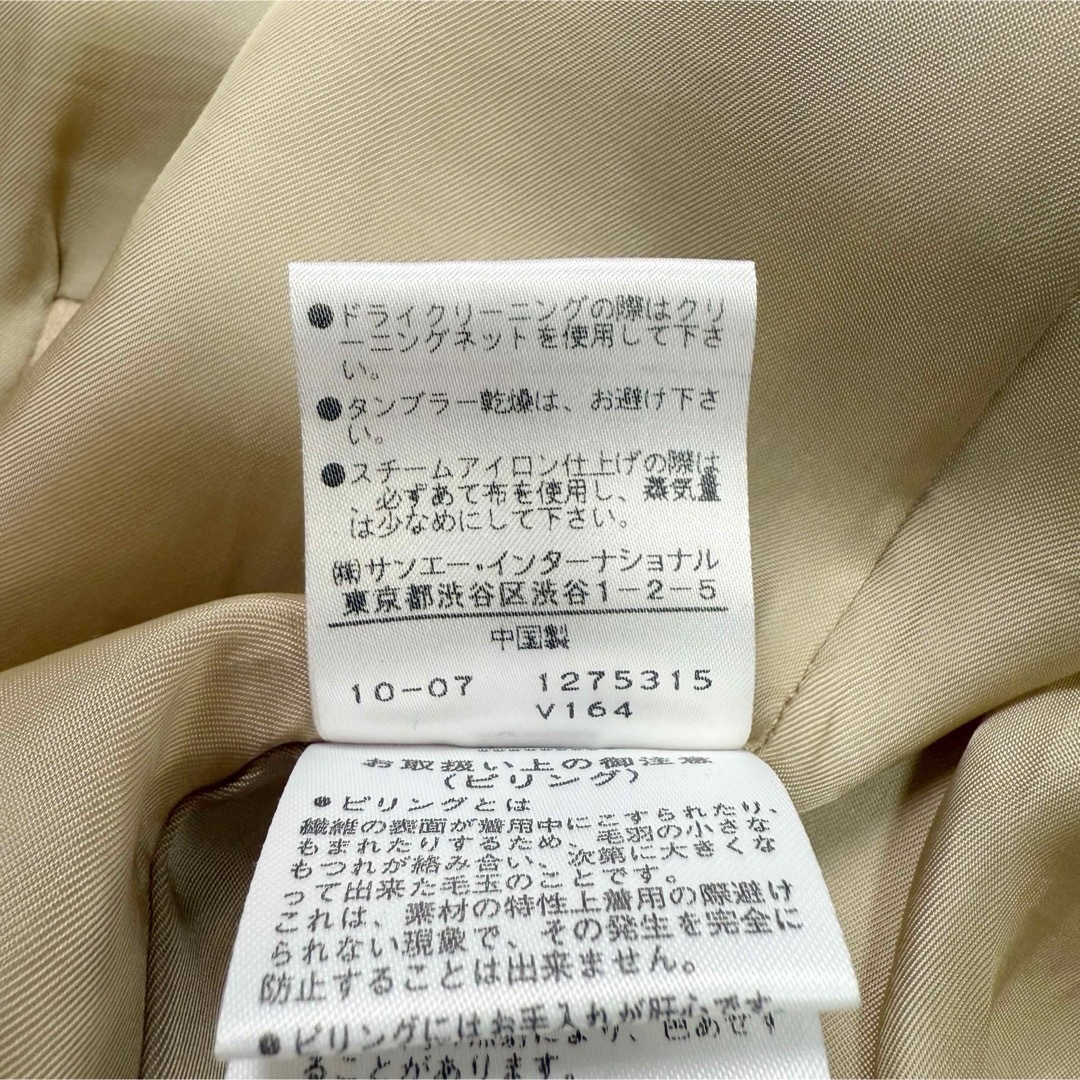 ●ドライクリーニングの際はクリ
ーニングネットを使用して下さ
い。
●タンブラー乾燥は、お避け下さ
い。
●スチームアイロン仕上げの際は
、必ずあて布を使用し、蒸気量
は少なめにして下さい。
㈱サンエー・インターナショナル
東京都渋谷区渋谷1-2-5
中国製
10-07 1275315
V164
お取扱い上の御注意
(ピリング)
●ピリングとは
繊維の表面が着用中にこすられたり、
もまれたりするため、毛羽の小さな
もつれが絡み合い、次第に大きくな
って出来た毛玉のことです。
これは、素材の特性上着用の際避け
られない現象で、その発生を完全に
防止することは出来ません。
●ピリングにはお手入れが肝心です
ることがあります。